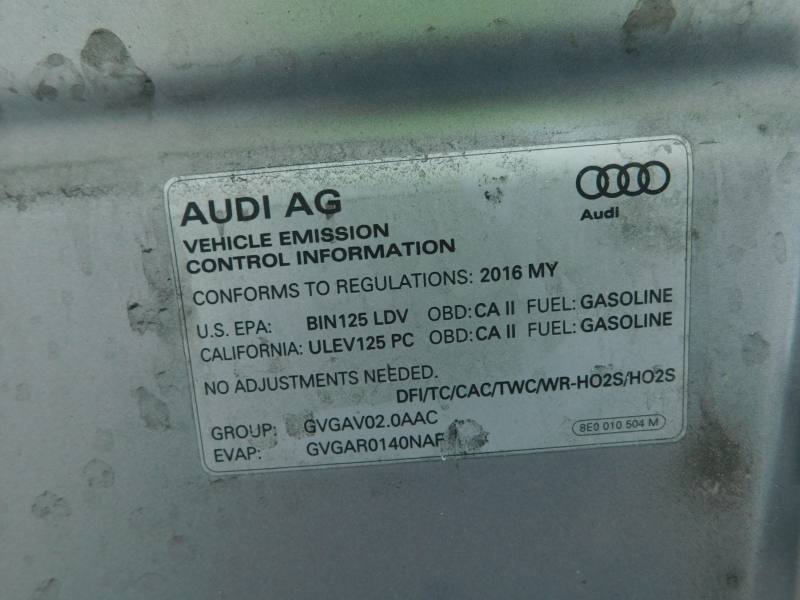 AUDI AG
Audi
VEHICLE EMISSION
CONTROL INFORMATION
CONFORMS TO REGULATIONS: 2016 MY
U.S. EPA: BIN125 LDV OBD: CA II FUEL: GASOLINE
CALIFORNIA: ULEV125 PC OBD: CA II FUEL: GASOLINE
NO ADJUSTMENTS NEEDED.
DFI/TC/CAC/TWC/WR-HO2S/HO2S
GROUP: GVGAV02.0AAC
EVAP: GVGAR0140NAF
8E0 010 504 M